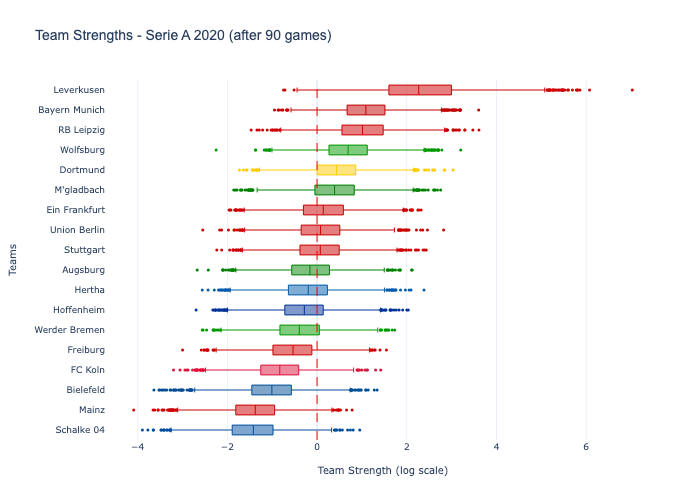 Team Strengths - Serie A 2020 (after 90 games)
Leverkusen
Bayern Munich
RB Leipzig
Wolfsburg
Dortmund
M'gladbach
Ein Frankfurt
Union Berlin
Stuttgart
Augsburg
Hertha
Hoffenheim
Werder Bremen
Freiburg
FC Koln
Bielefeld
Mainz
Schalke 04
Teams
−4 −2 0 2 4 6
Team Strength (log scale)